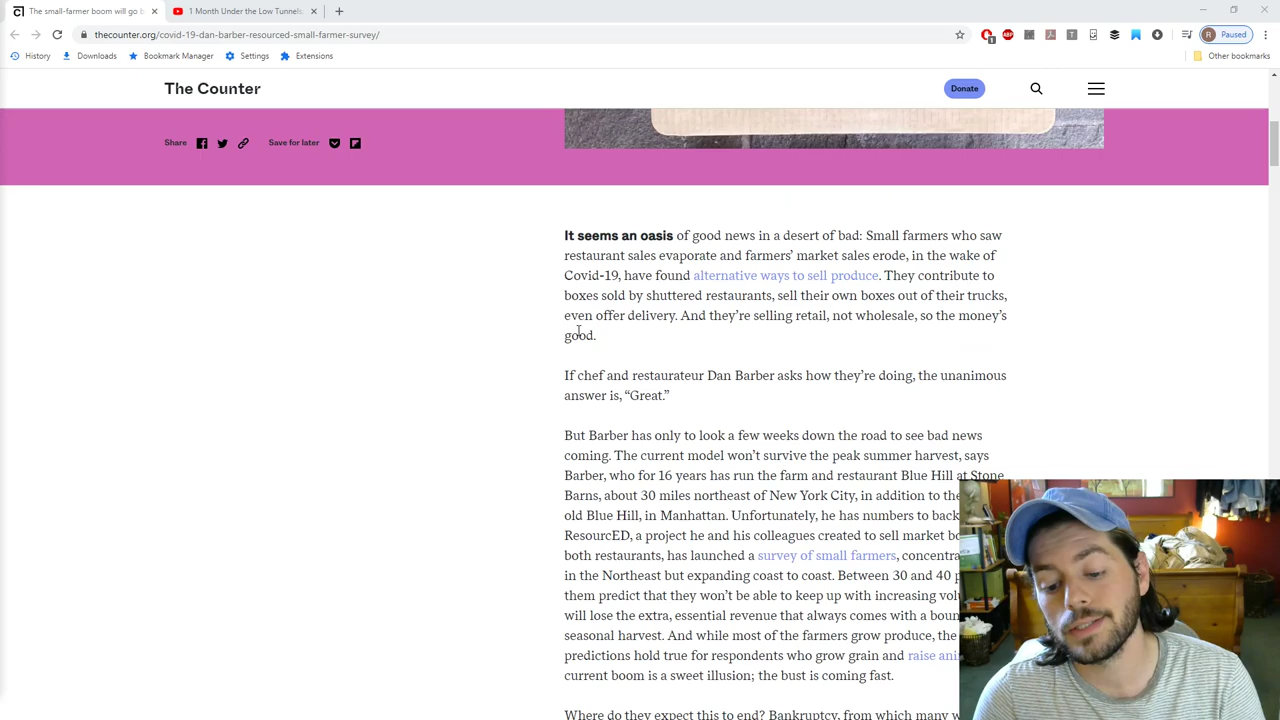 The small-farmer boom will go b
1 Month Under the Low Tunnels
thecounter.org/covid-19-dan-barber-resourced-small-farmer-survey/
R Paused
History Downloads Bookmark Manager Settings Extensions Other bookmarks
The Counter
Donate
Share
Save for later
It seems an oasis of good news in a desert of bad: Small farmers who saw
restaurant sales evaporate and farmers’ market sales erode, in the wake of
Covid-19, have found alternative ways to sell produce. They contribute to
boxes sold by shuttered restaurants, sell their own boxes out of their trucks,
even offer delivery. And they’re selling retail, not wholesale, so the money’s
good.
If chef and restaurateur Dan Barber asks how they’re doing, the unanimous
answer is, “Great.”
But Barber has only to look a few weeks down the road to see bad news
coming. The current model won’t survive the peak summer harvest, says
Barber, who for 16 years has run the farm and restaurant Blue Hill at Stone
Barns, about 30 miles northeast of New York City, in addition to the
old Blue Hill, in Manhattan. Unfortunately, he has numbers to back
ResourcED, a project he and his colleagues created to sell market
both restaurants, has launched a survey of small farmers,
in the Northeast but expanding coast to coast. Between 30 and 40
them predict that they won’t be able to keep up with increasing
will lose the extra, essential revenue that always comes with a
seasonal harvest. And while most of the farmers grow produce, the
predictions hold true for respondents who grow grain and raise
current boom is a sweet illusion; the bust is coming fast.
Where do they expect this to end? Bankruptcy, from which many